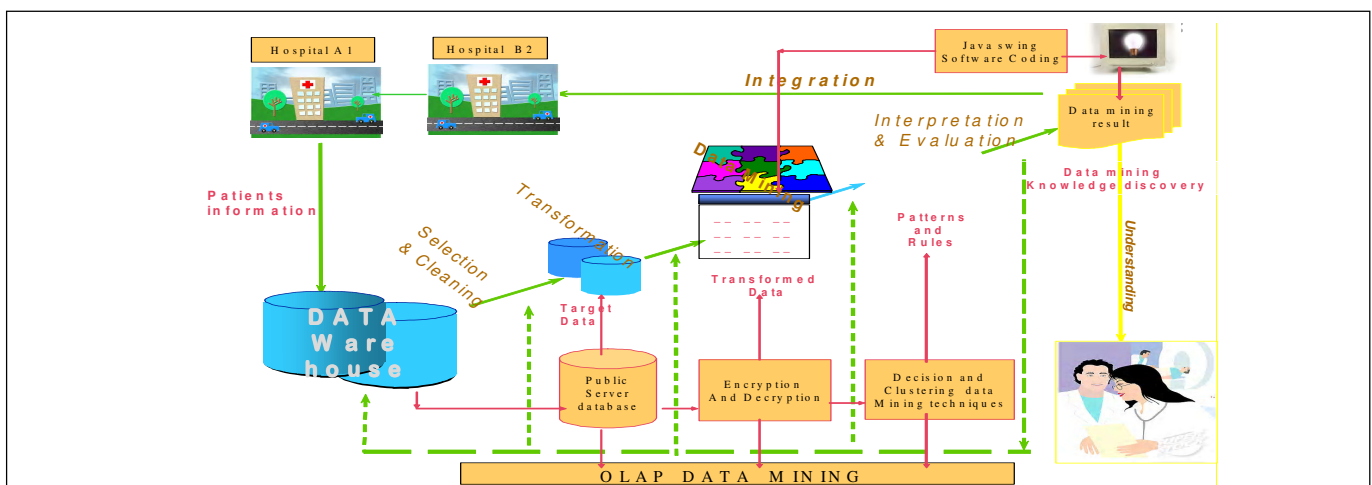 Hospital A1
Hospital B2
Java swing
Software Coding
Integration
Interpretation
& Evaluation
Data mining
result
Data Mining
Patients
information
Data mining
Knowledge discovery
Transformation
Selection
& Cleaning
Patterns
and
Rules
Understanding
Transformed
Data
Target
Data
DATA
Ware
house
Public
Server
database
Encryption
And Decryption
Decision and
Clustering data
Mining techniques
OLAP DATA MINING